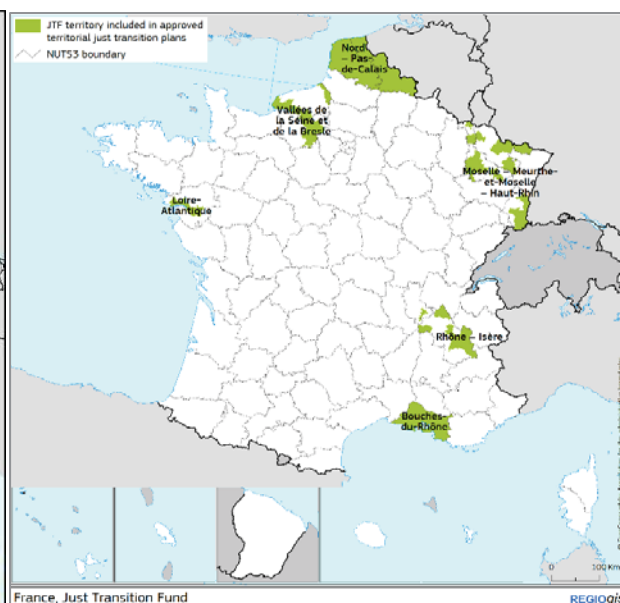 JTF territory included in approved
territorial just transition plans
NUTS3 boundary
Nord
– Pas-
de-Calais
Vallées de
la Seine et
de la Bresle
Moselle – Meurthe-
et-Moselle
– Haut-Rhin
Loire-
Atlantique
Rhône – Isère
Bouches-
du-Rhône
0 100 Km
France, Just Transition Fund
REGIOgis